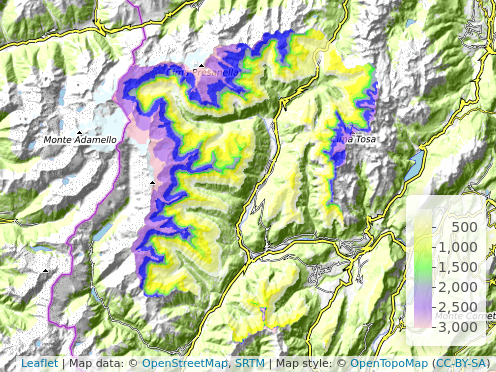 Cima Presanella
Monte Adamello
Cima Tosa
500
1,000
1,500
2,000
2,500
3,000
Monte Cornetto
Leaflet | Map data: © OpenStreetMap, SRTM | Map style: © OpenTopoMap (CC-BY-SA)